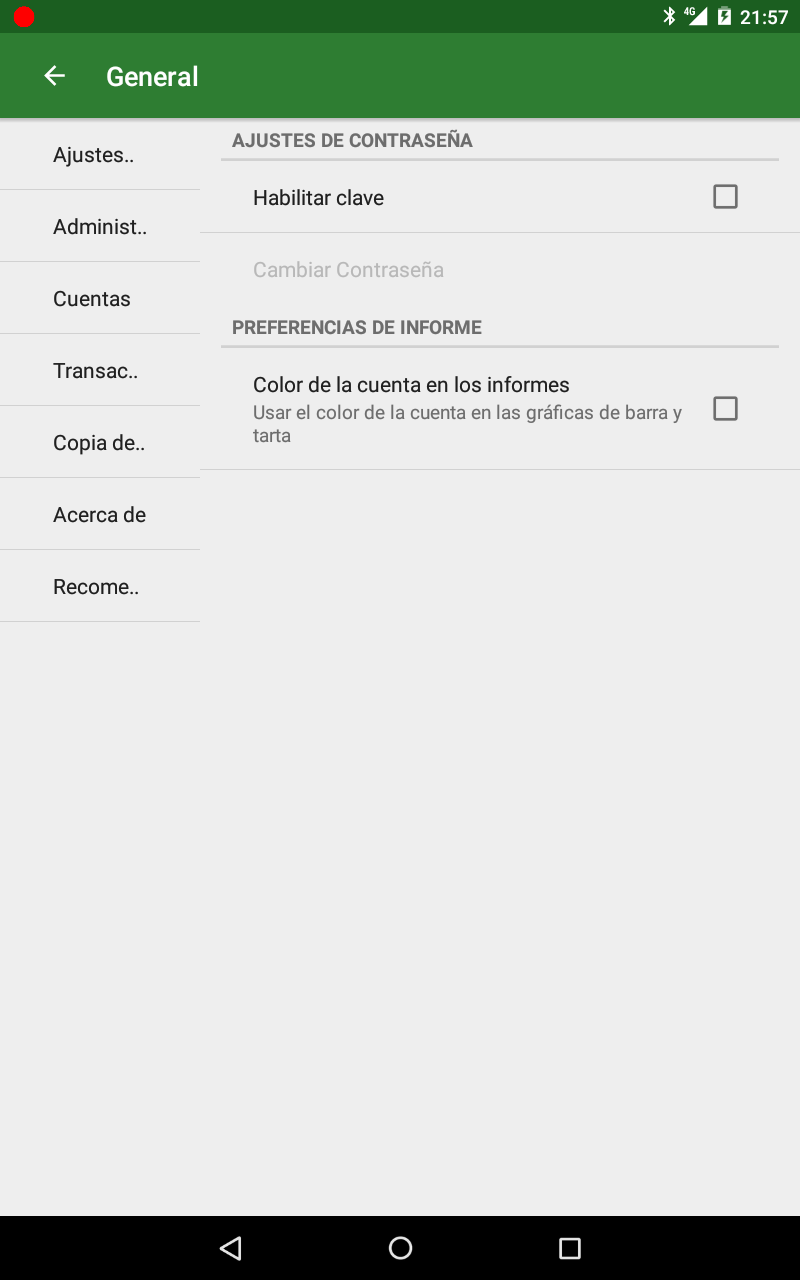 4G 21:57
General
Ajustes..
Administ..
Cuentas
Transac..
Copia de..
Acerca de
Recome..
AJUSTES DE CONTRASEÑA
Habilitar clave
Cambiar Contraseña
PREFERENCIAS DE INFORME
Color de la cuenta en los informes
Usar el color de la cuenta en las gráficas de barra y
tarta